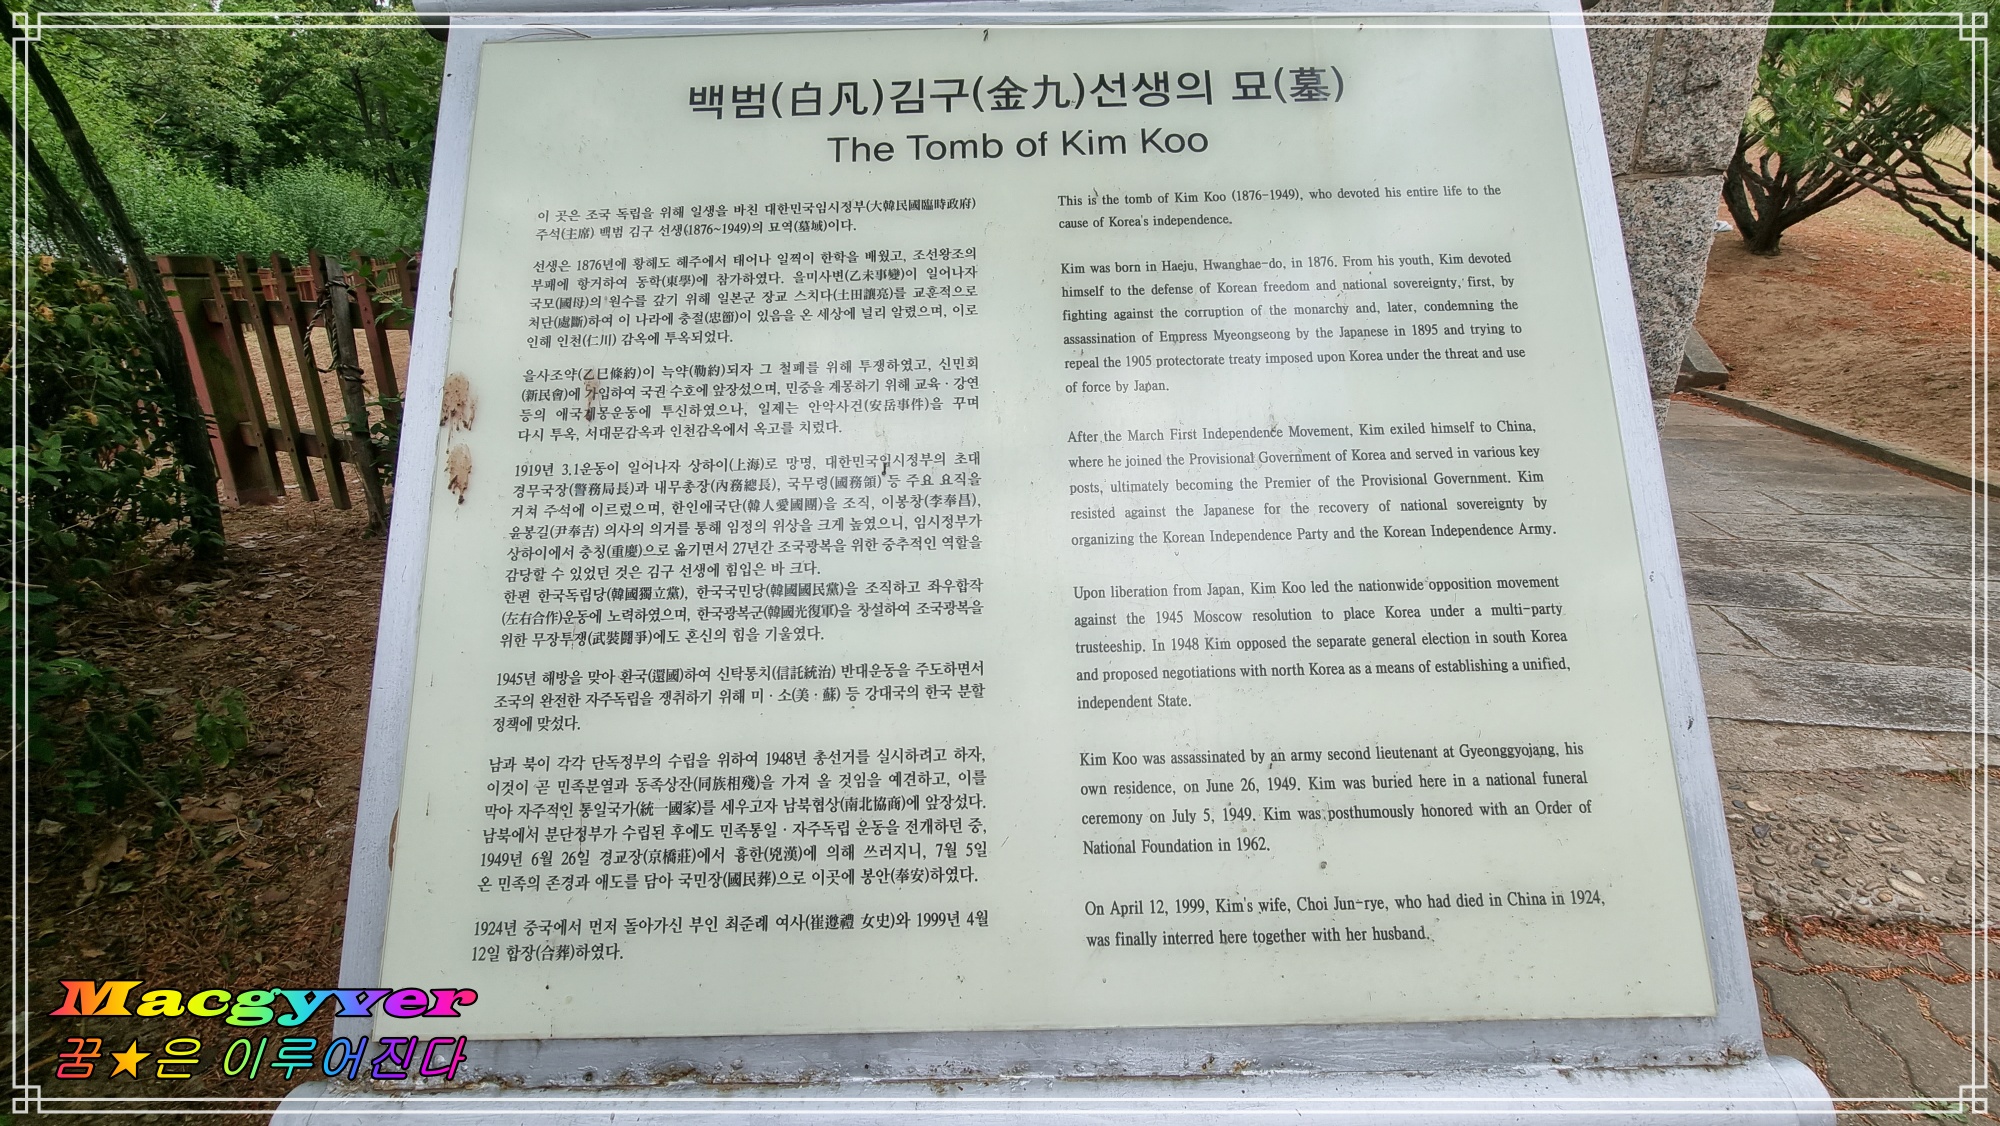 백범(白凡)김구(金九)선생의 묘(墓)
The Tomb of Kim Koo
이 곳은 조국 독립을 위해 일생을 바친 대한민국임시정부(大韓民國臨時政府)
주석(主席) 백범 김구 선생(1876~1949)의 묘역(墓域)이다.
선생은 1876년에 황해도 해주에서 태어나 일찍이 한학을 배웠고, 조선왕조의
부패에 항거하여 동학(東學)에 참가하였다. 을미사변(乙未事變)이 일어나자
국모(國母)의 원수를 갚기 위해 일본군 장교 스치다(土田讓亮)를 교훈적으로
처단(處斷)하여 이 나라에 충절(忠節)이 있음을 온 세상에 널리 알렸으며, 이로
인해 인천(仁川) 감옥에 투옥되었다.
을사조약(乙巳條約)이 늑약(勒約)되자 그 철폐를 위해 투쟁하였고, 신민회
(新民會)에 가입하여 국권 수호에 앞장섰으며, 민중을 계몽하기 위해 교육 · 강연
등의 애국계몽운동에 투신하였으나, 일제는 안악사건(安岳事件)을 꾸며
다시 투옥, 서대문감옥과 인천감옥에서 옥고를 치렀다.
1919년 3.1운동이 일어나자 상하이(上海)로 망명, 대한민국임시정부의 초대
경무국장(警務局長)과 내무총장(內務總長), 국무령(國務領) 등 주요 요직을
거쳐 주석에 이르렀으며, 한인애국단(韓人愛國團)을 조직, 이봉창(李奉昌),
윤봉길(尹奉吉) 의사의 의거를 통해 임정의 위상을 크게 높였으니, 임시정부가
상하이에서 충칭(重慶)으로 옮기면서 27년간 조국광복을 위한 중추적인 역할을
감당할 수 있었던 것은 김구 선생에 힘입은 바 크다.
한편 한국독립당(韓國獨立黨), 한국국민당(韓國國民黨)을 조직하고 좌우합작
(左右合作)운동에 노력하였으며, 한국광복군(韓國光復軍)을 창설하여 조국광복을
위한 무장투쟁(武裝鬪爭)에도 혼신의 힘을 기울였다.
1945년 해방을 맞아 환국(還國)하여 신탁통치(信託統治) 반대운동을 주도하면서
조국의 완전한 자주독립을 쟁취하기 위해 미 · 소(美 · 蘇) 등 강대국의 한국 분할
정책에 맞섰다.
남과 북이 각각 단독정부의 수립을 위하여 1948년 총선거를 실시하려고 하자,
이것이 곧 민족분열과 동족상잔(同族相殘)을 가져 올 것임을 예견하고, 이를
막아 자주적인 통일국가(統一國家)를 세우고자 남북협상(南北協商)에 앞장섰다.
남북에서 분단정부가 수립된 후에도 민족통일 · 자주독립 운동을 전개하던 중,
1949년 6월 26일 경교장(京橋莊)에서 흉한(兇漢)에 의해 쓰러지니, 7월 5일
온 민족의 존경과 애도를 담아 국민장(國民葬)으로 이곳에 봉안(奉安)하였다.
1924년 중국에서 먼저 돌아가신 부인 최준례 여사(崔遵禮 女史)와 1999년 4월
12일 합장(合葬)하였다.
This is the tomb of Kim Koo (1876-1949), who devoted his entire life to the
cause of Korea's independence.
Kim was born in Haeju, Hwanghae-do, in 1876. From his youth, Kim devoted
himself to the defense of Korean freedom and national sovereignty, first, by
fighting against the corruption of the monarchy and, later, condemning the
assassination of Empress Myeongseong by the Japanese in 1895 and trying to
repeal the 1905 protectorate treaty imposed upon Korea under the threat and use
of force by Japan.
After the March First Independence Movement, Kim exiled himself to China,
where he joined the Provisional Government of Korea and served in various key
posts, ultimately becoming the Premier of the Provisional Government. Kim
resisted against the Japanese for the recovery of national sovereignty by
organizing the Korean Independence Party and the Korean Independence Army.
Upon liberation from Japan, Kim Koo led the nationwide opposition movement
against the 1945 Moscow resolution to place Korea under a multi-party
trusteeship. In 1948 Kim opposed the separate general election in south Korea
and proposed negotiations with north Korea as a means of establishing a unified,
independent State.
Kim Koo was assassinated by an army second lieutenant at Gyeonggyojang, his
own residence, on June 26, 1949. Kim was buried here in a national funeral
ceremony on July 5, 1949. Kim was posthumously honored with an Order of
National Foundation in 1962.
On April 12, 1999, Kim's wife, Choi Jun-rye, who had died in China in 1924,
was finally interred here together with her husband.
Macgyver
꿈★은 이루어진다